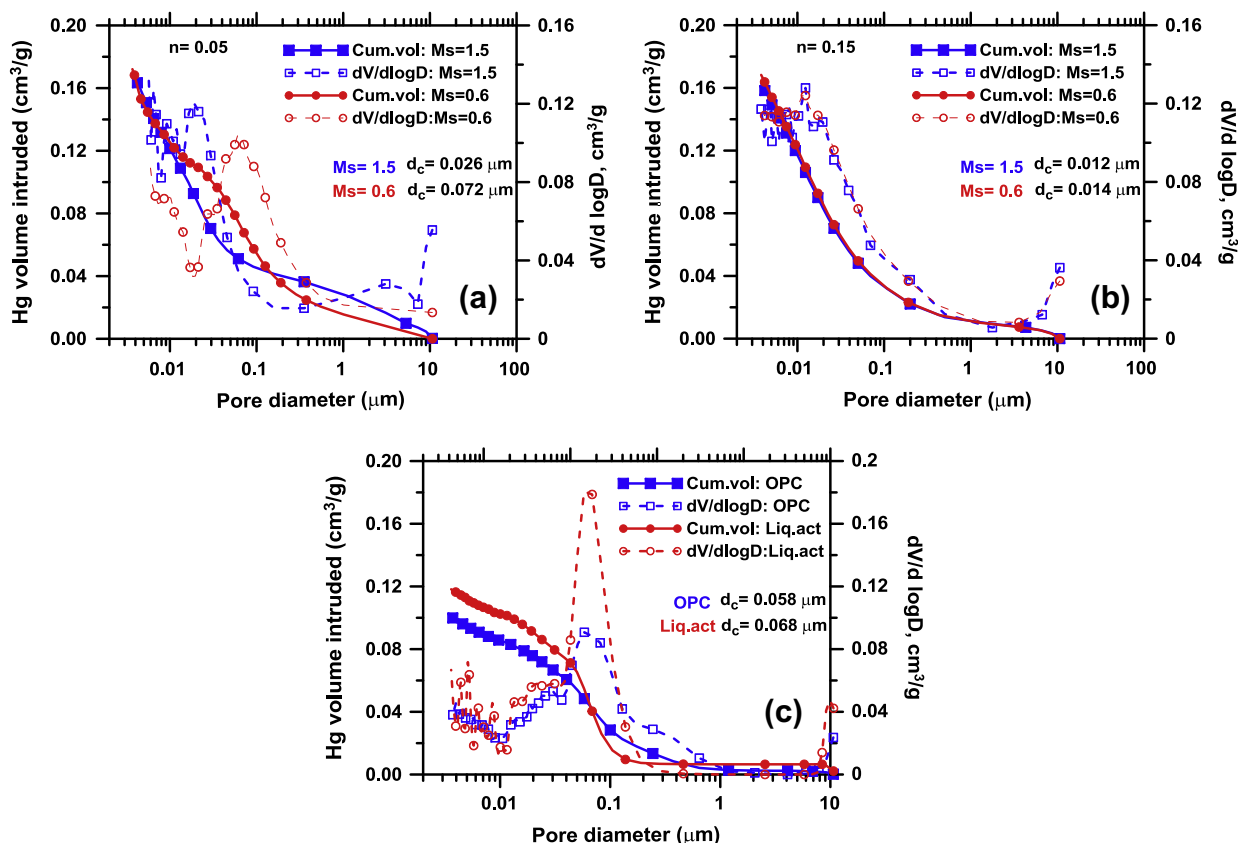 (a)
n= 0.05
Cum.vol: Ms=1.5
dV/dlogD: Ms=1.5
Cum.vol: Ms=0.6
dV/dlogD:Ms=0.6
Ms= 1.5 d_c= 0.026 μm
Ms= 0.6 d_c= 0.072 μm
Hg volume intruded (cm³/g)
0.20
0.16
0.12
0.08
0.04
0.00
0.16
0.12
0.08
0.04
0
dV/d logD, cm³/g
0.01
0.1
1
10
100
Pore diameter (μm)
(b)
n= 0.15
Cum.vol: Ms=1.5
dV/dlogD: Ms=1.5
Cum.vol: Ms=0.6
dV/dlogD:Ms=0.6
Ms= 1.5 d_c= 0.012 μm
Ms= 0.6 d_c= 0.014 μm
Hg volume intruded (cm³/g)
0.20
0.16
0.12
0.08
0.04
0.00
0.16
0.12
0.08
0.04
0
dV/d logD, cm³/g
0.01
0.1
1
10
100
Pore diameter (μm)
(c)
Cum.vol: OPC
dV/dlogD: OPC
Cum.vol: Liq.act
dV/dlogD:Liq.act
OPC d_c= 0.058 μm
Liq.act d_c= 0.068 μm
Hg volume intruded (cm³/g)
0.20
0.16
0.12
0.08
0.04
0.00
0.2
0.16
0.12
0.08
0.04
0
dV/d logD, cm³/g
0.01
0.1
1
10
Pore diameter (μm)